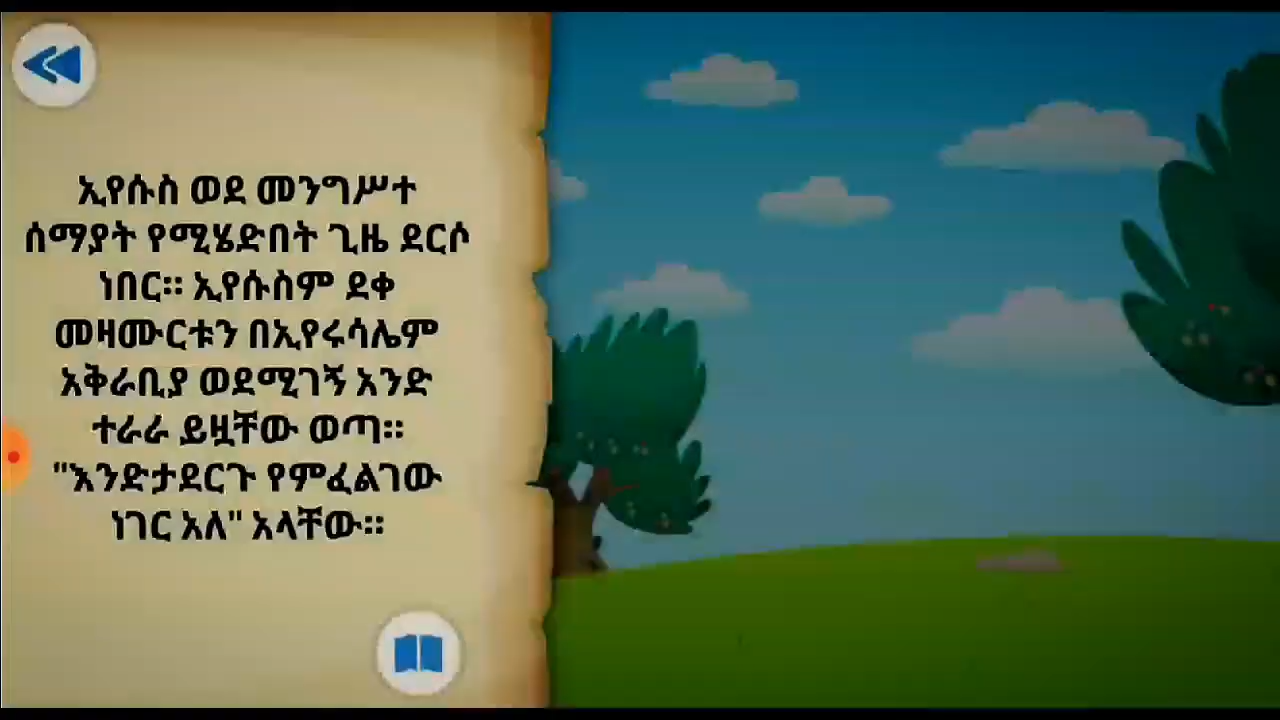 ኢየሱስ ወደ መንግሥተ
ሰማያት የሚሄድበት ጊዜ ደርሶ
ነበር። ኢየሱስም ደቀ
መዛሙርቱን በኢየሩሳሌም
አቅራቢያ ወደሚገኝ አንድ
ተራራ ይዟቸው ወጣ።
"እንድታደርጉ የምፈልገው
ነገር አለ" አላቸው።